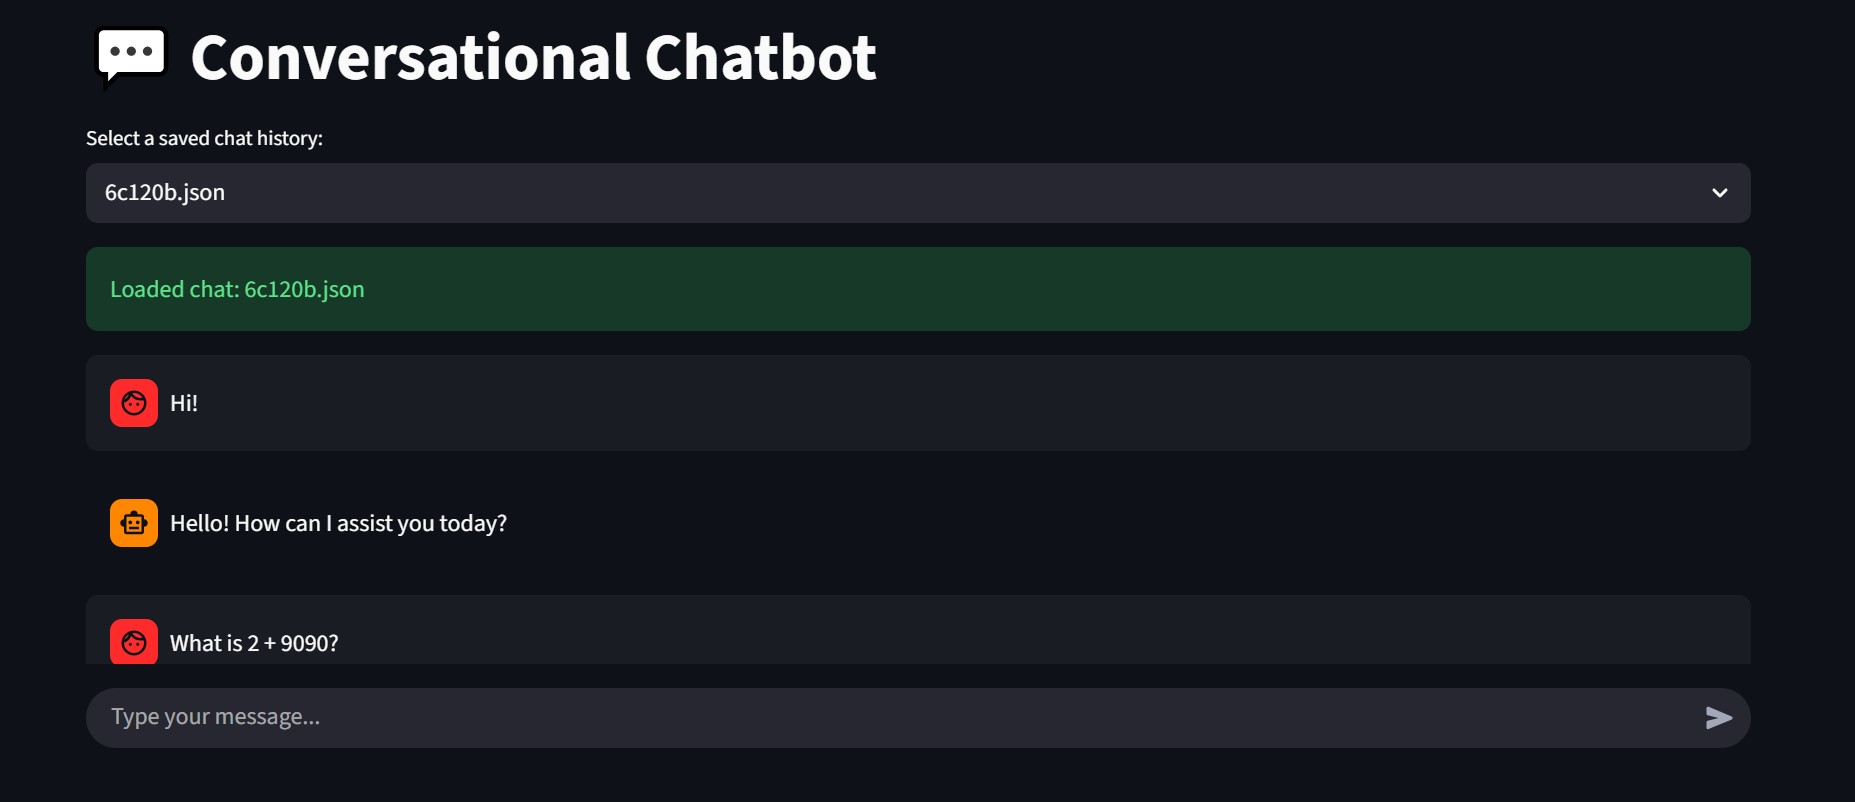 Conversational Chatbot
Select a saved chat history:
6c120b.json
Loaded chat: 6c120b.json
Hi!
Hello! How can I assist you today?
What is 2 + 9090?
Type your message...